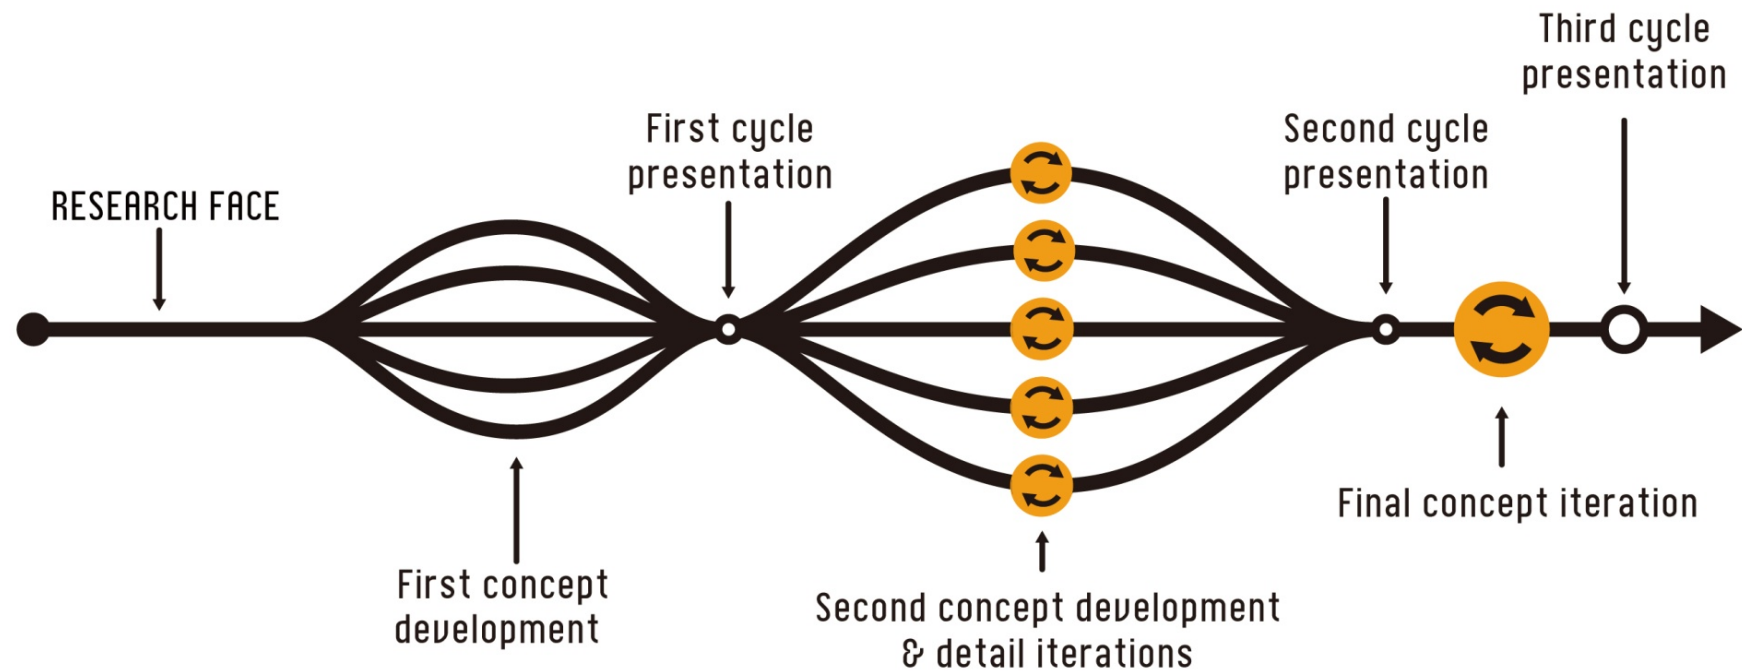 RESEARCH FACE
First concept
development
First cycle
presentation
Second concept development
& detail iterations
Second cycle
presentation
Final concept iteration
Third cycle
presentation